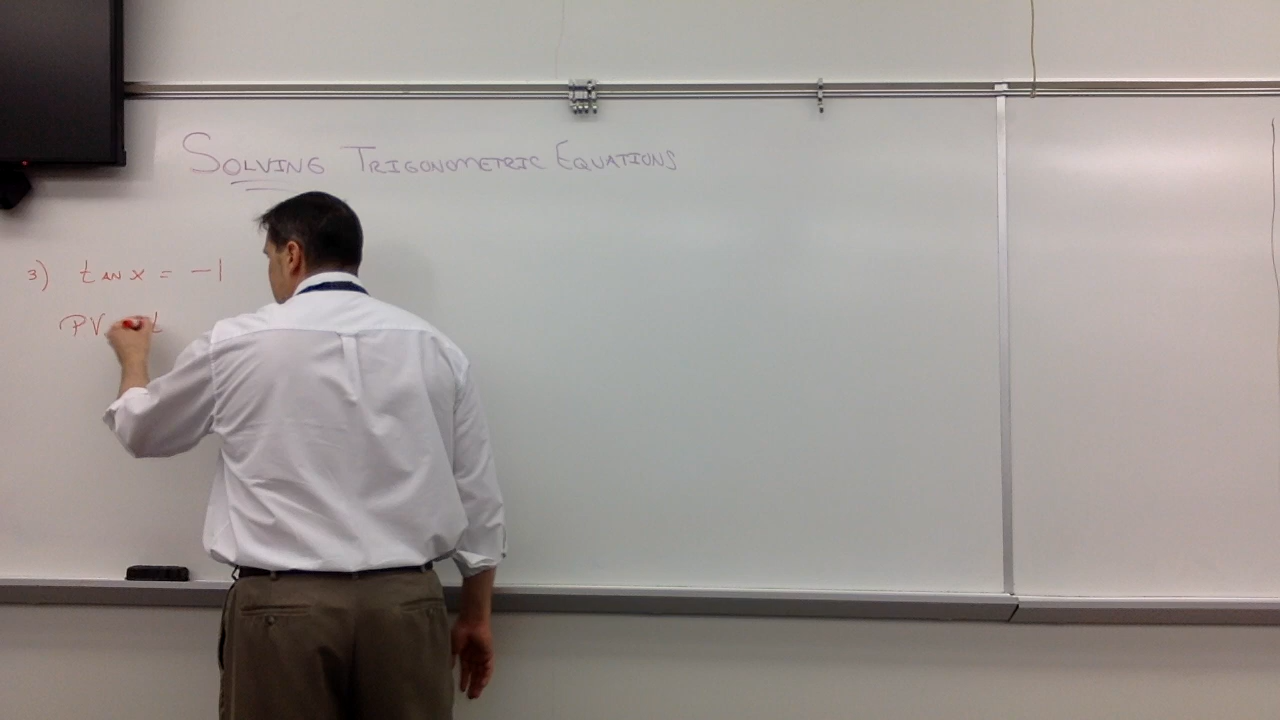 SOLVING TRIGONOMETRIC EQUATIONS
3) tan x = -1
PV